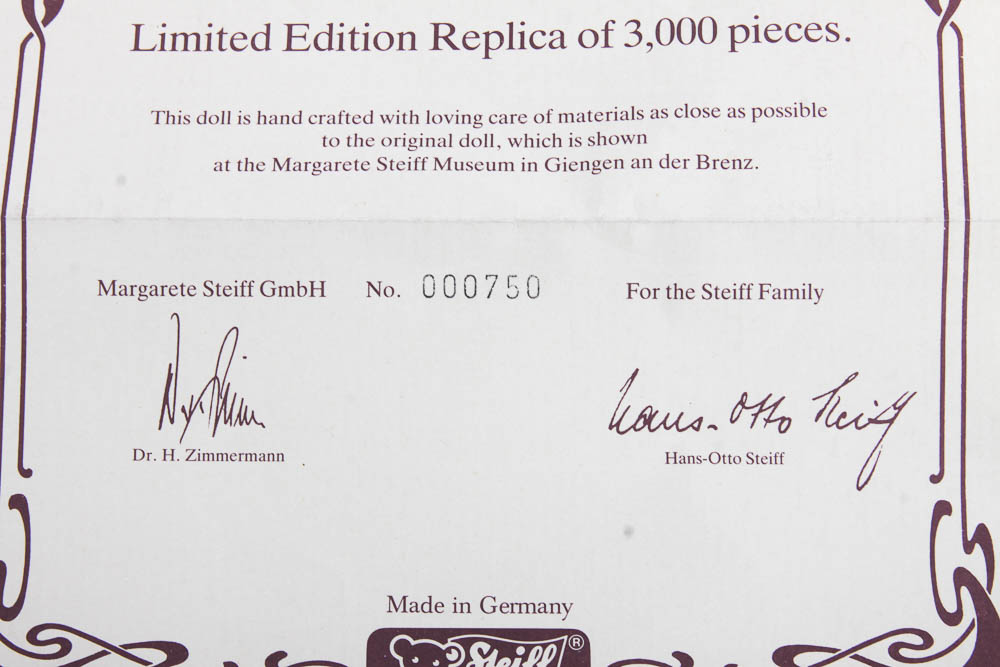 Limited Edition Replica of 3,000 pieces.
This doll is hand crafted with loving care of materials as close as possible
to the original doll, which is shown
at the Margarete Steiff Museum in Giengen an der Brenz.
Margarete Steiff GmbH No. 000750 For the Steiff Family
Hans-Otto Steiff
Dr. H. Zimmermann Hans-Otto Steiff
Made in Germany
Steiff ®